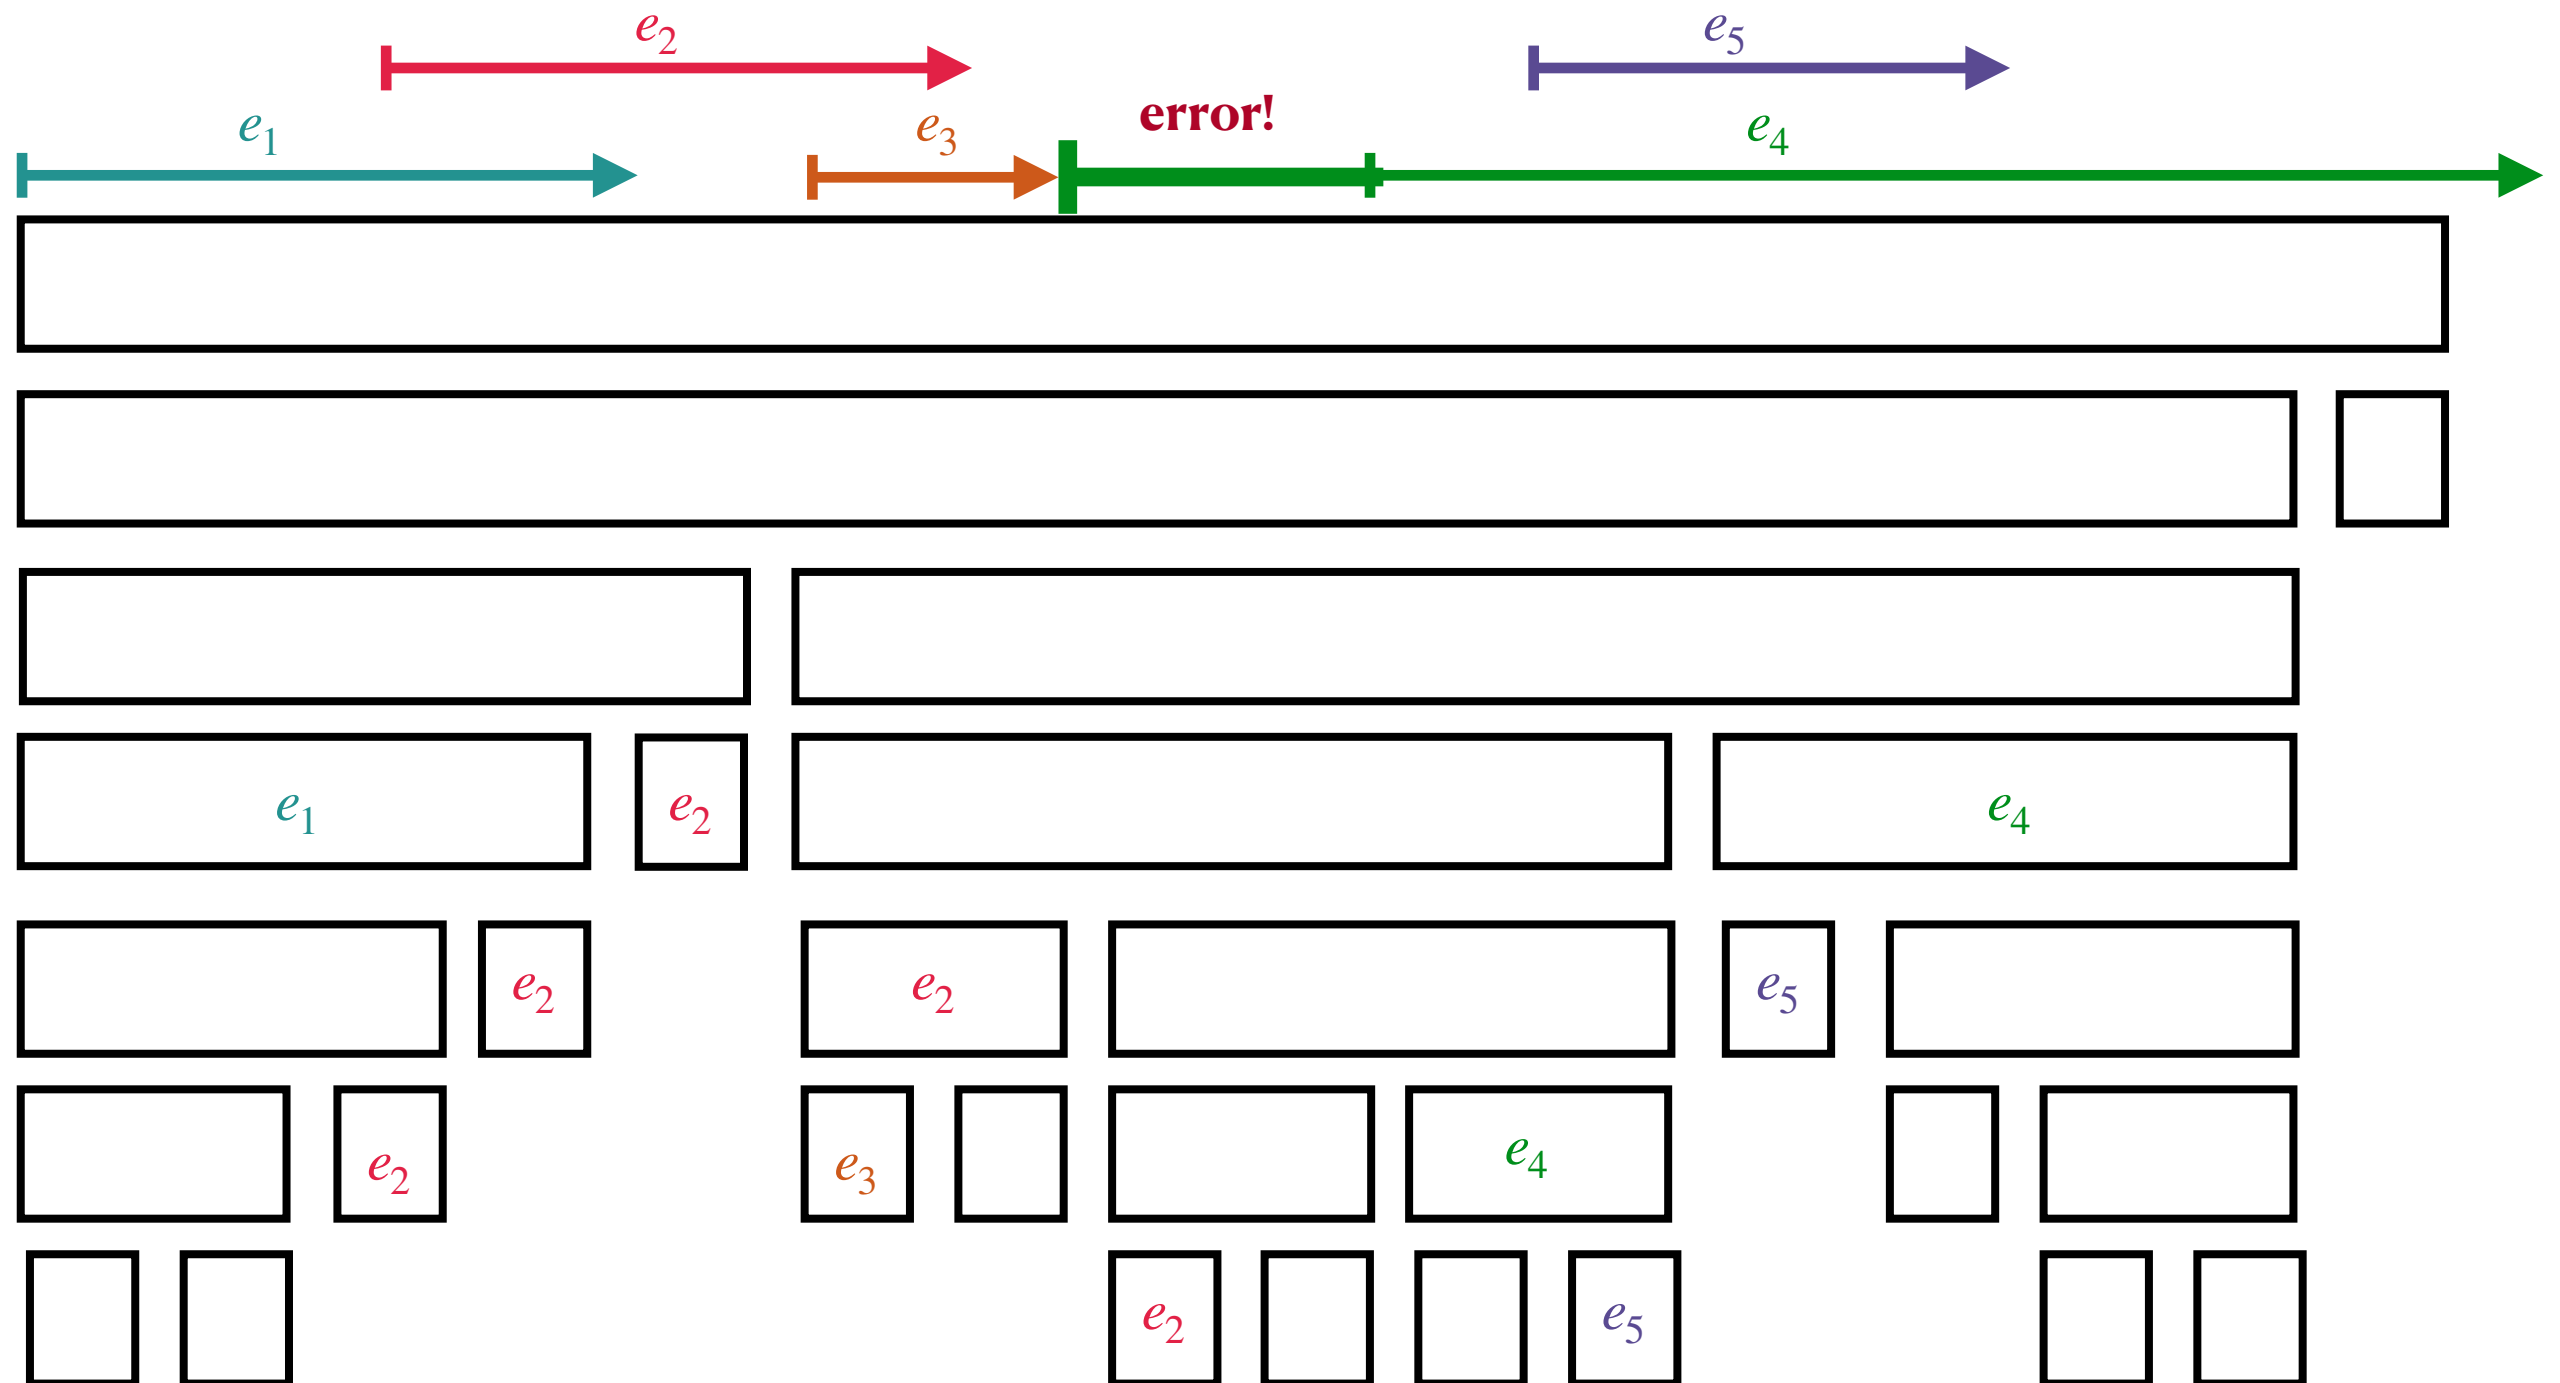 e₂ e₅
e₁ e₃ error! e₄
e₁ e₂ e₄
e₂ e₂ e₅
e₂ e₃ e₄
e₂ e₅